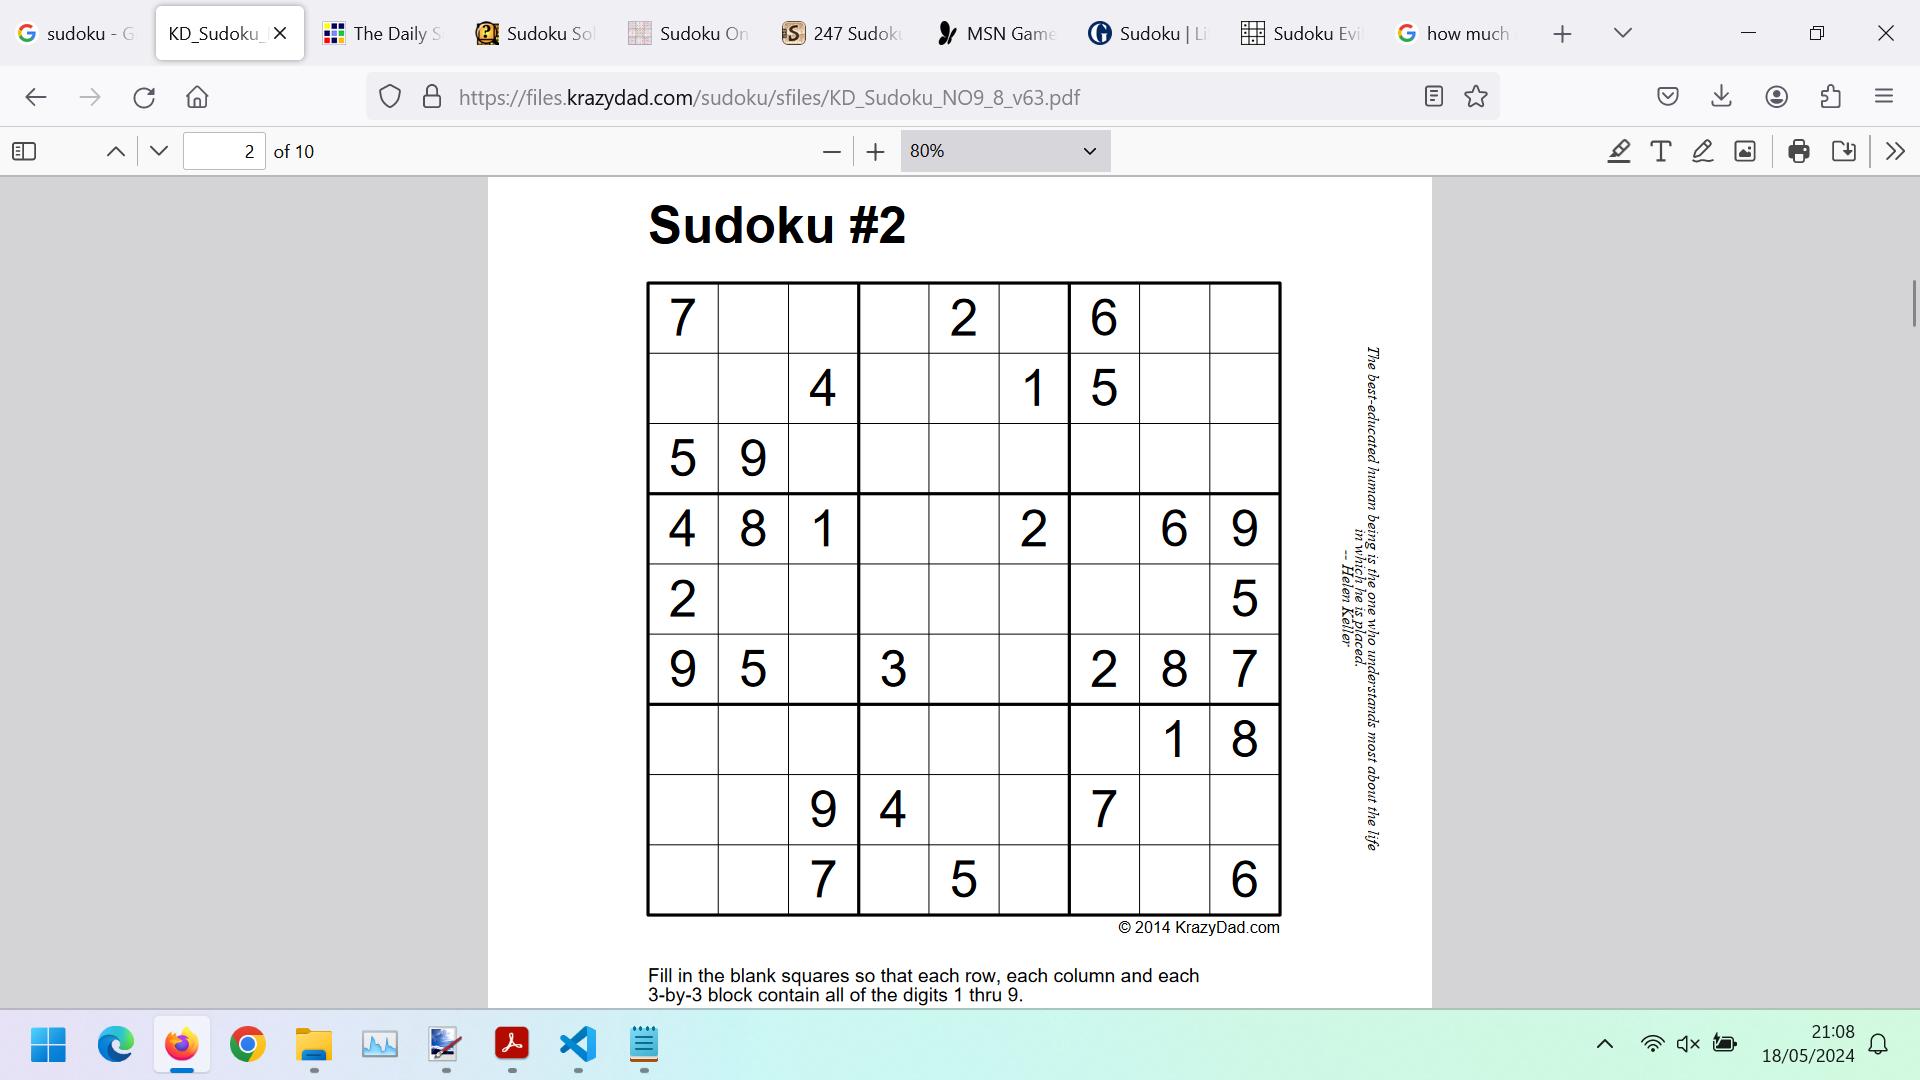 sudoku - G
KD_Sudoku_
The Daily S
Sudoku Sol
Sudoku On
247 Sudoku
MSN Game
Sudoku | Li
Sudoku Evil
how much
https://files.krazydad.com/sudoku/sfiles/KD_Sudoku_NO9_8_v63.pdf
2 of 10
80%
Sudoku #2
7 2 6
4 1 5
5 9
4 8 1 2 6 9
2 5
9 5 3 2 8 7
1 8
9 4 7
7 5 6
© 2014 KrazyDad.com
The best-educated human being is the one who understands most about the life
in which he is placed.
-- Helen Keller
Fill in the blank squares so that each row, each column and each
3-by-3 block contain all of the digits 1 thru 9.
21:08
18/05/2024